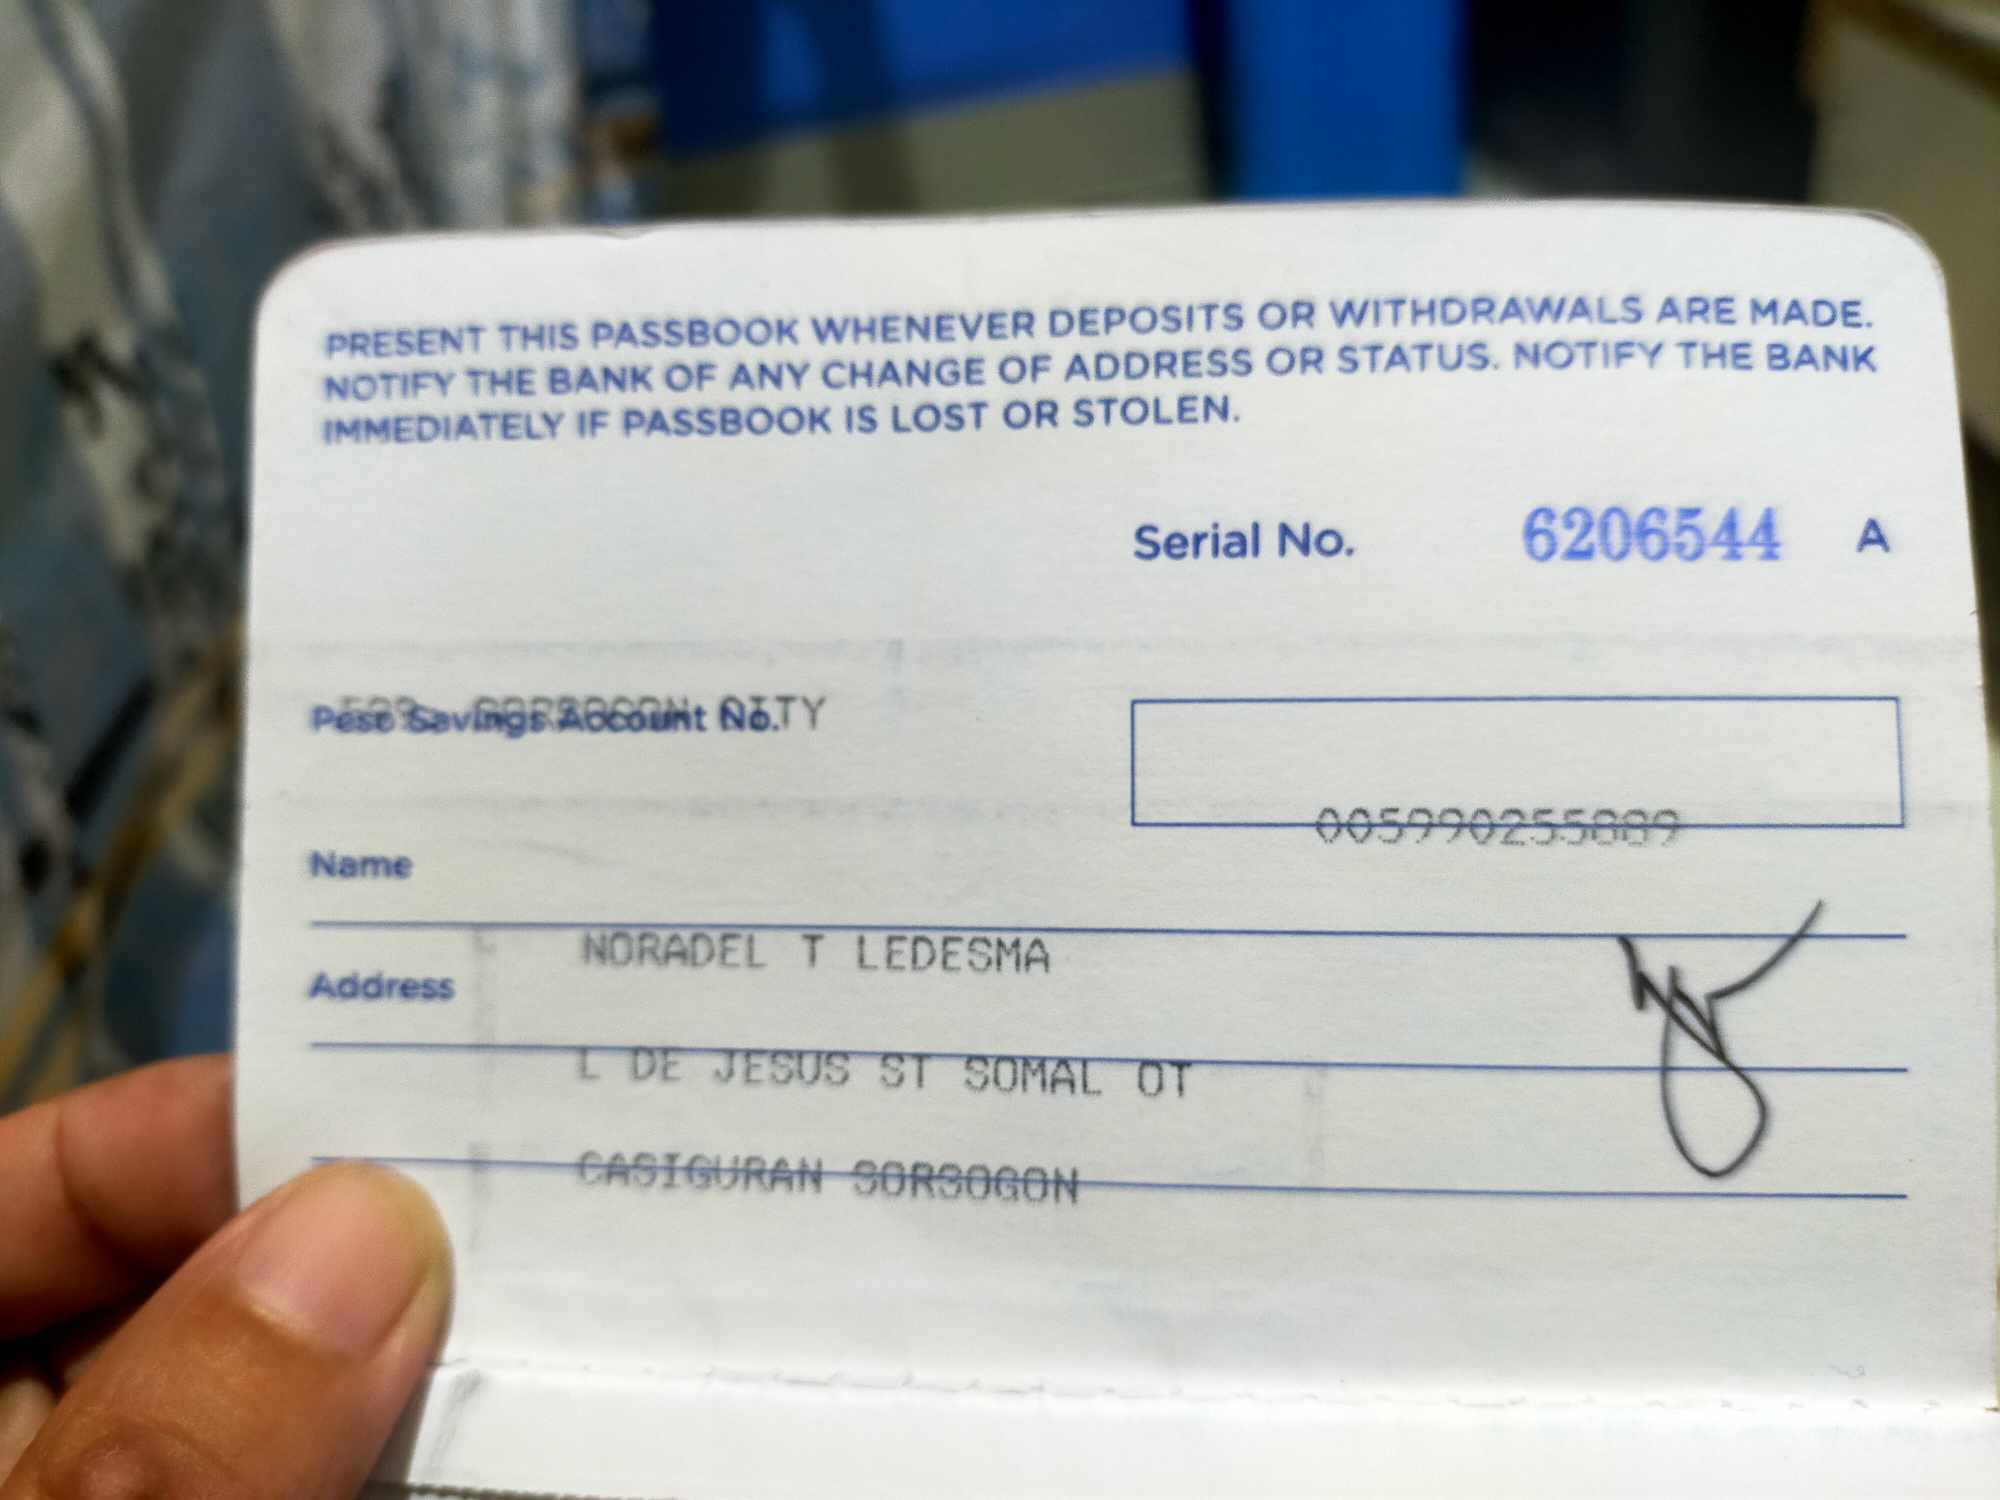 PRESENT THIS PASSBOOK WHENEVER DEPOSITS OR WITHDRAWALS ARE MADE.
NOTIFY THE BANK OF ANY CHANGE OF ADDRESS OR STATUS. NOTIFY THE BANK
IMMEDIATELY IF PASSBOOK IS LOST OR STOLEN.
Serial No. 6206544 A
Peso Savings Account No.
SORSOGON CITY
Name
NORADEL T LEDESMA
Address
L DE JESUS ST SOMAL OT
CASIGURAN SORSOGON